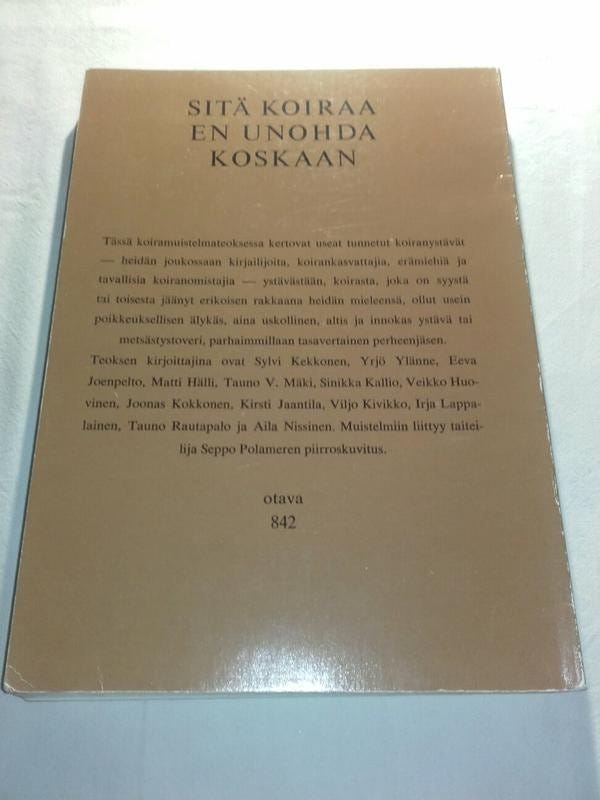 SITÄ KOIRAA
EN UNOHDA
KOSKAAN
Tässä koiramuistelmateoksessa kertovat useat tunnetut koiranystävät
— heidän joukossaan kirjailijoita, koirankasvattajia, erämiehiä ja
tavallisia koiranomistajia — ystävästään, koirasta, joka on syystä
tai toisesta jäänyt erikoisen rakkaana heidän mieleensä, ollut usein
poikkeuksellisen älykäs, aina uskollinen, altis ja innokas ystävä tai
metsästystoveri, parhaimmillaan tasavertainen perheenjäsen.
Teoksen kirjoittajina ovat Sylvi Kekkonen, Yrjö Ylänne, Eeva
Joenpelto, Matti Hälli, Tauno V. Mäki, Sinikka Kallio, Veikko Huo-
vinen, Joonas Kokkonen, Kirsti Jaantila, Viljo Kivikko, Irja Lappa-
lainen, Tauno Rautapalo ja Aila Nissinen. Muistelmiin liittyy taitei-
lija Seppo Polameren piirroskuvitus.
otava
842